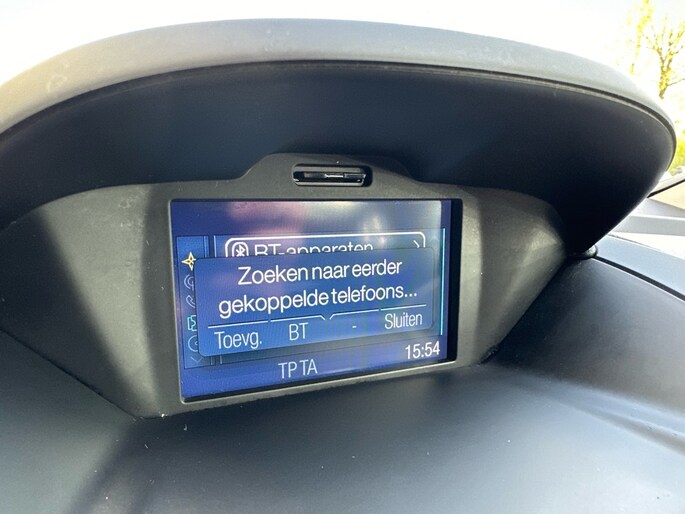 BT-apparaten
Zoeken naar eerder
gekoppelde telefoons...
Toevg. BT - Sluiten
TP TA 15:54